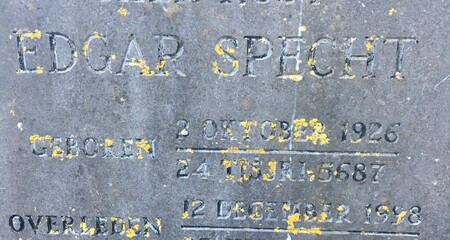 EDGAR SPECHT
GEBOREN 2 OKTOBER 1926
24 TISJRI 5687
OVERLEDEN 12 DECEMBER 1998